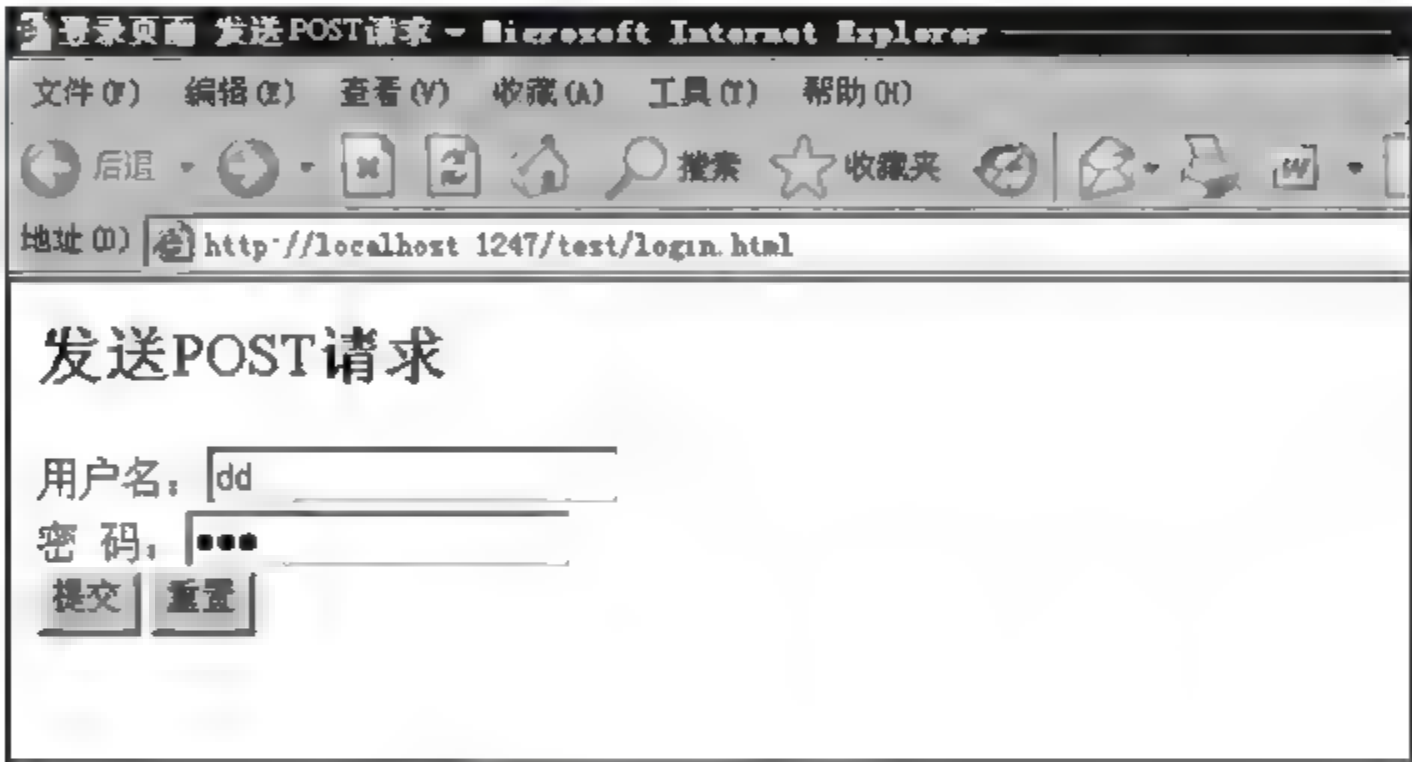 登录页面 发送POST请求 - Microsoft Internet Explorer
文件(F) 编辑(E) 查看(V) 收藏(A) 工具(T) 帮助(H)
后退 搜索 收藏夹
地址(D) http://localhost 1247/test/login.html
发送POST请求
用户名：dd
密 码：●●●
提交 重置